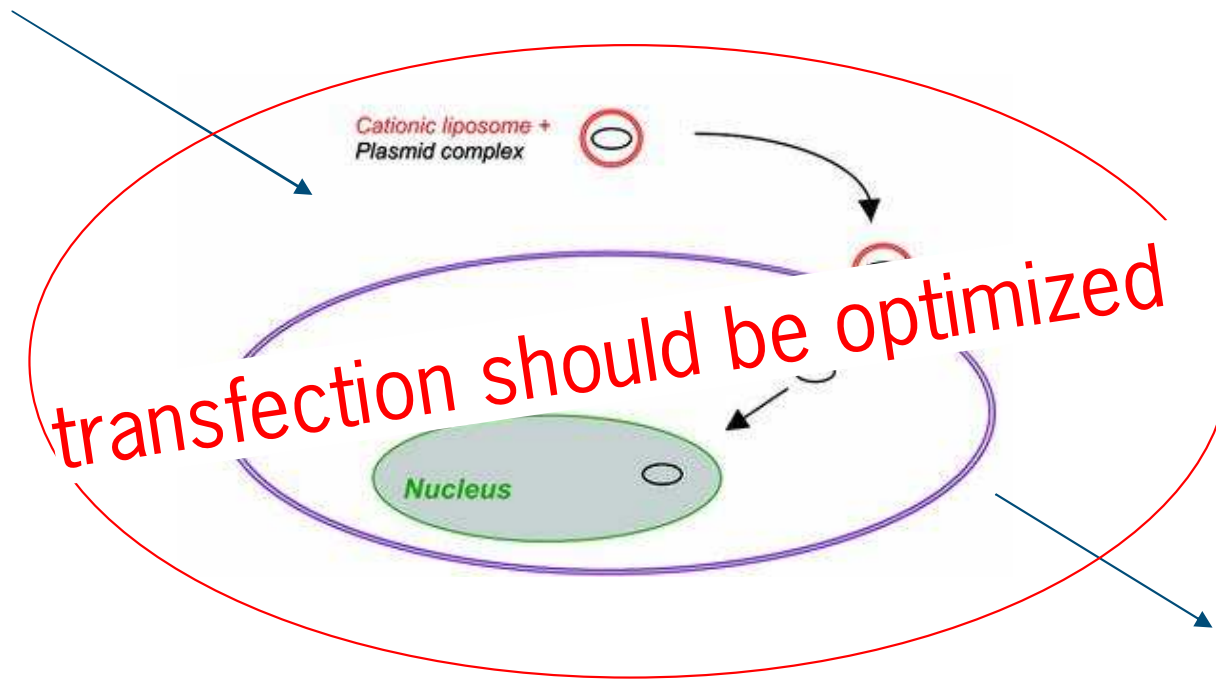 Cationic liposome +
Plasmid complex
transfection should be optimized
Nucleus